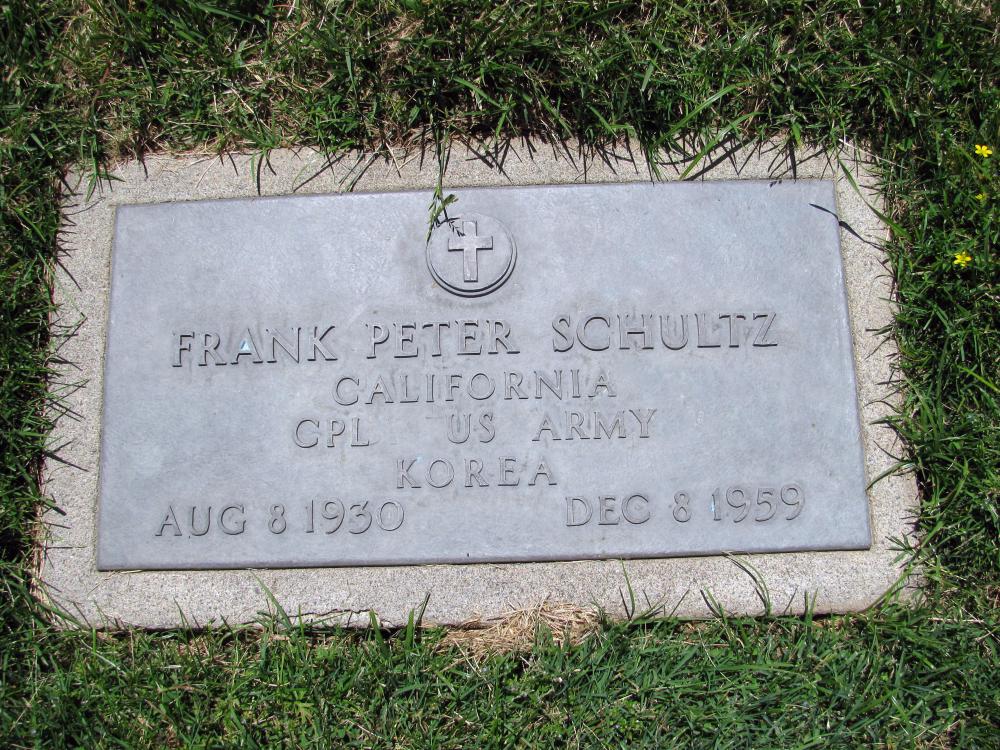 FRANK PETER SCHULTZ
CALIFORNIA
CPL US ARMY
KOREA
AUG 8 1930 DEC 8 1959